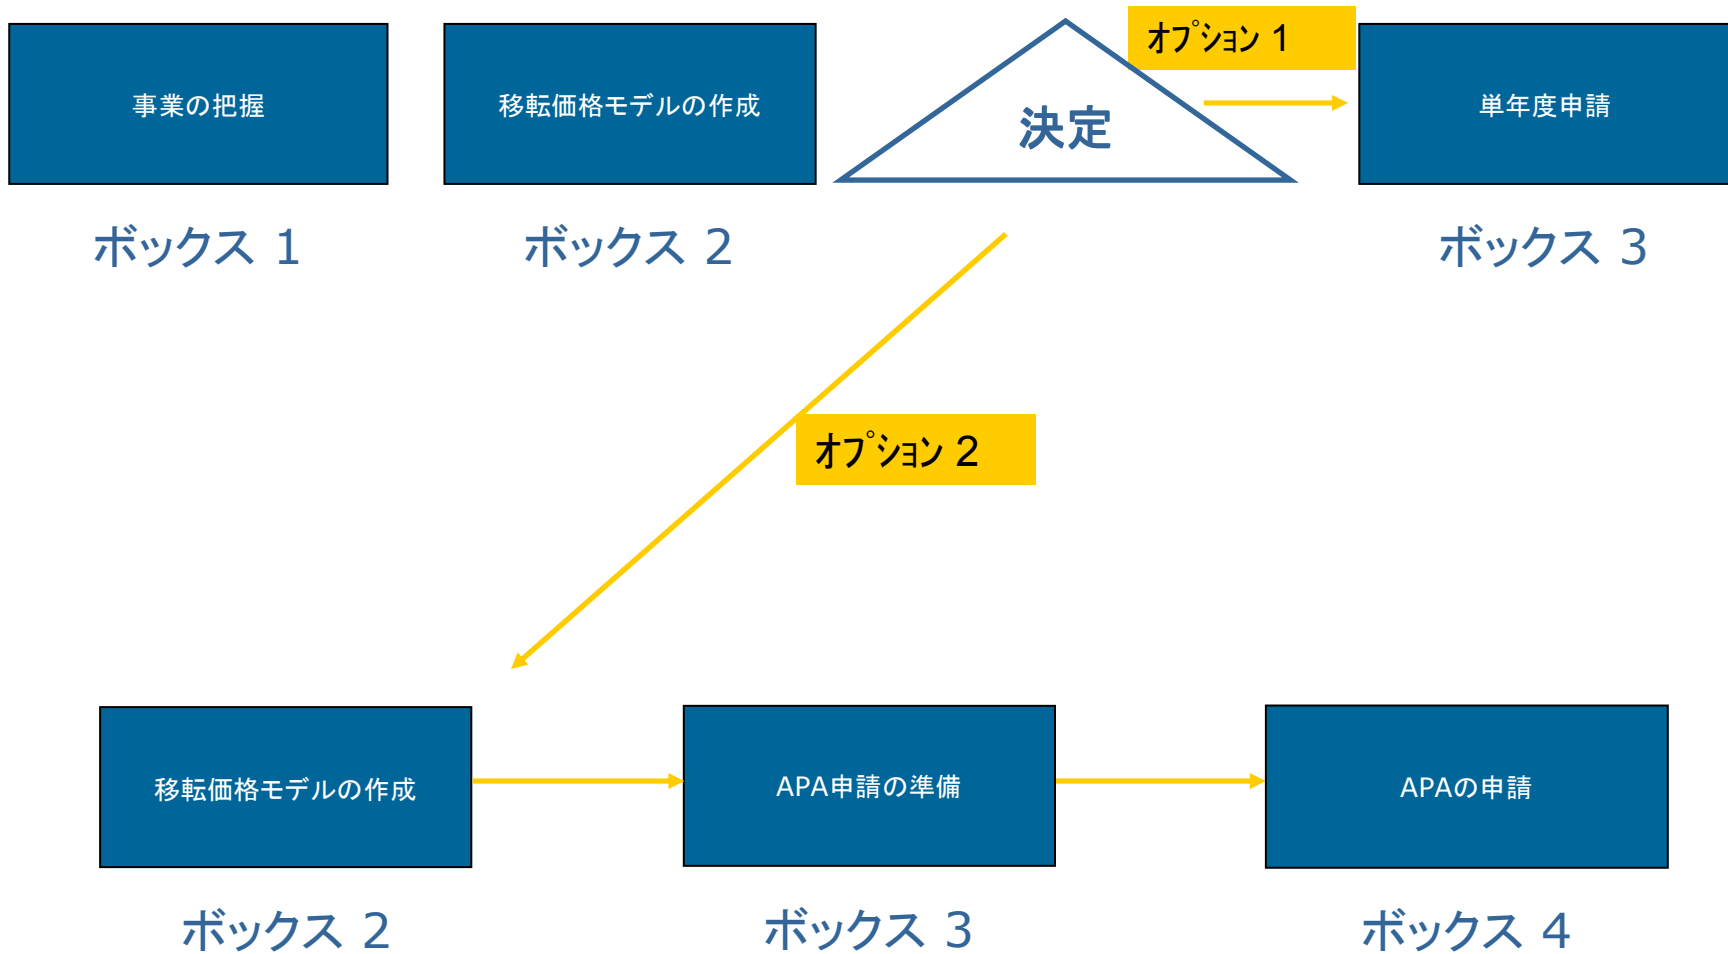 事業の把握
移転価格モデルの作成
決定
オプション 1
単年度申請
ボックス 1
ボックス 2
ボックス 3
オプション 2
移転価格モデルの作成
APA申請の準備
APAの申請
ボックス 2
ボックス 3
ボックス 4